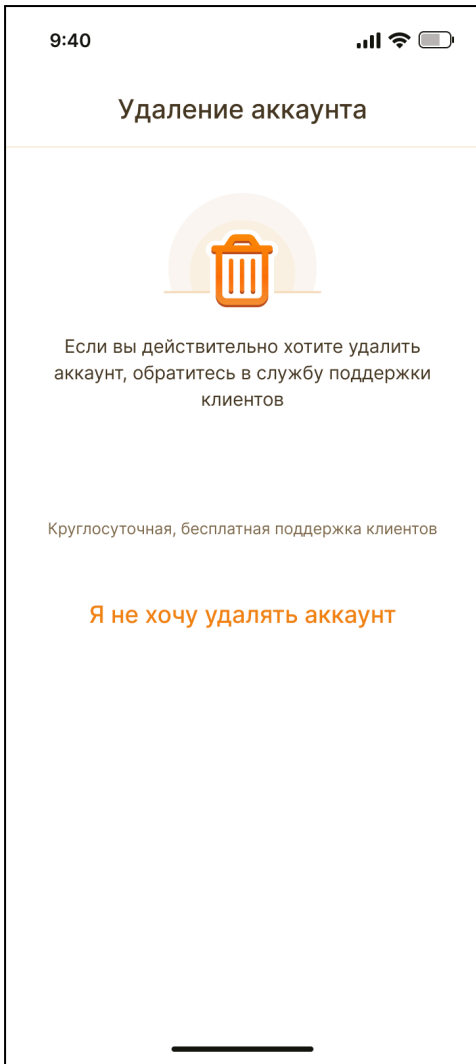 9:40
Удаление аккаунта
Если вы действительно хотите удалить
аккаунт, обратитесь в службу поддержки
клиентов
Круглосуточная, бесплатная поддержка клиентов
Я не хочу удалять аккаунт